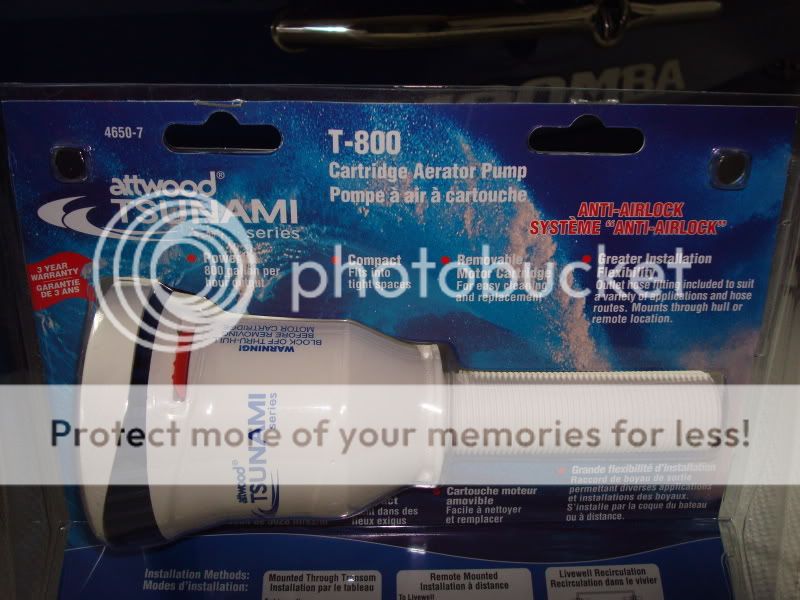 4650-7
T-800
Cartridge Aerator Pump
Pompe à air à cartouche
attwood®
TSUNAMI
series
ANTI-AIRLOCK
SYSTÈME "ANTI-AIRLOCK"
3 YEAR
WARRANTY
GARANTIE
DE 3 ANS
800 gallon per
hour output
Compact
Fits into
tight spaces
Removable
Motor Cartridge
For easy cleaning
and replacement
Greater Installation
Flexibility
Outlet hose fitting included to suit
a variety of applications and hose
routes. Mounts through hull or
remote location.
photobucket
WARNING!
BLOCK OFF THRU-HULL
BEFORE REMOVING
MOTOR CARTRIDGE
Protect more of your memories for less!
attwood®
TSUNAMI
series
Cartouche moteur
amovible
Facile à nettoyer
et remplacer
Grande flexibilité d'installation
Raccord de boyau de sortie
permettant diverses applications
et installations des boyaux.
S'installe par la coque du bateau
ou à distance.
Installation Methods:
Modes d'installation:
Mounted Through Transom
Installation par le tableau
Remote Mounted
Installation à distance
To Livewell
Livewell Recirculation
Recirculation dans le vivier